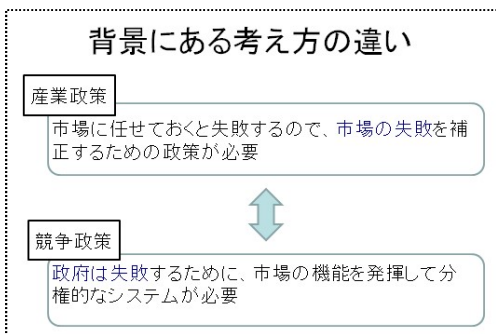 背景にある考え方の違い
産業政策
市場に任せておくと失敗するので、市場の失敗を補
正するための政策が必要
競争政策
政府は失敗するために、市場の機能を発揮して分
権的なシステムが必要